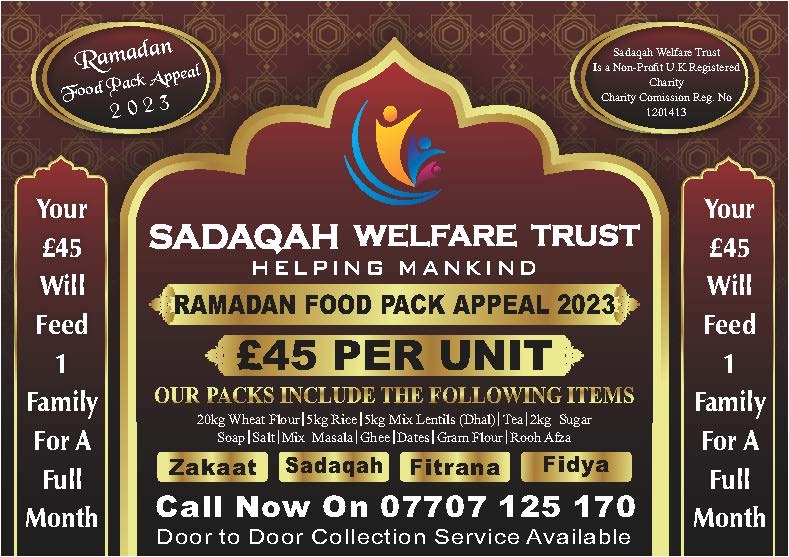 Ramadan
Food Pack Appeal
2023
Sadaqah Welfare Trust
Is a Non-Profit U.K Registered
Charity
Charity Comission Reg. No
1201413
Your
£45
Will
Feed
1
Family
For A
Full
Month
SADAQAH WELFARE TRUST
HELPING MANKIND
RAMADAN FOOD PACK APPEAL 2023
£45 PER UNIT
OUR PACKS INCLUDE THE FOLLOWING ITEMS
20kg Wheat Flour|5kg Rice|5kg Mix Lentils (Dhal)|Tea|2kg Sugar
Soap|Salt|Mix Masala|Ghee|Dates|Gram Flour|Rooh Afza
Zakaat Sadaqah Fitrana Fidya
Call Now On 07707 125 170
Door to Door Collection Service Available
Your
£45
Will
Feed
1
Family
For A
Full
Month